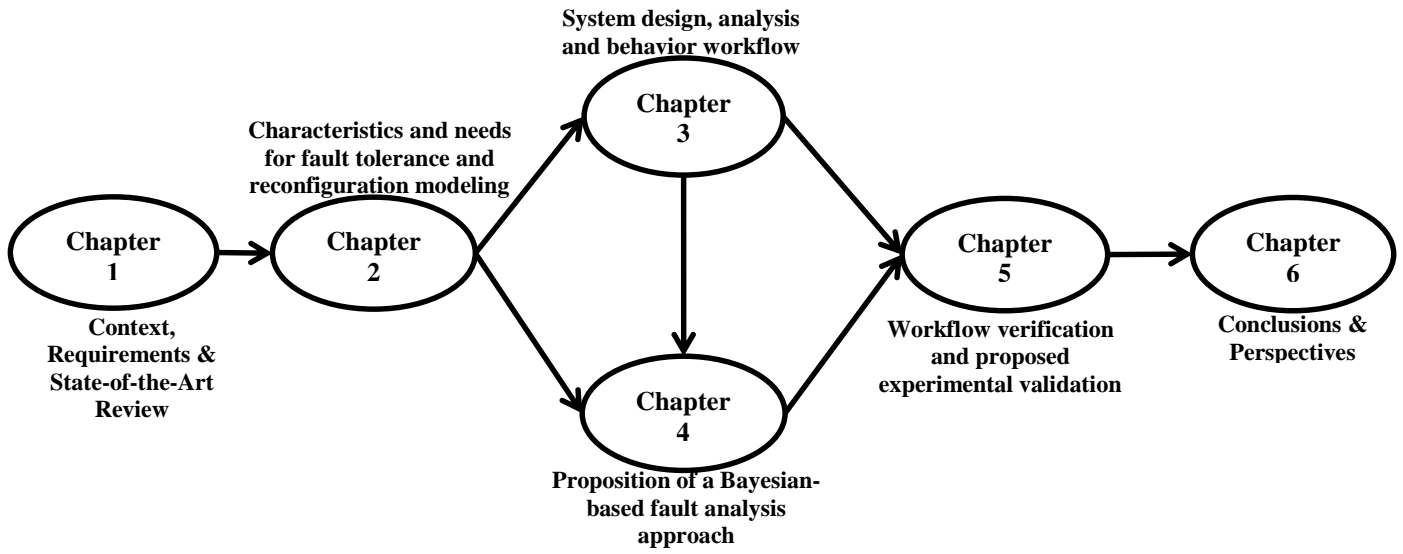 System design, analysis
and behavior workflow
Chapter
3
Characteristics and needs
for fault tolerance and
reconfiguration modeling
Chapter
1
Context,
Requirements &
State-of-the-Art
Review
Chapter
2
Chapter
4
Proposition of a Bayesian-
based fault analysis
approach
Chapter
5
Workflow verification
and proposed
experimental validation
Chapter
6
Conclusions &
Perspectives